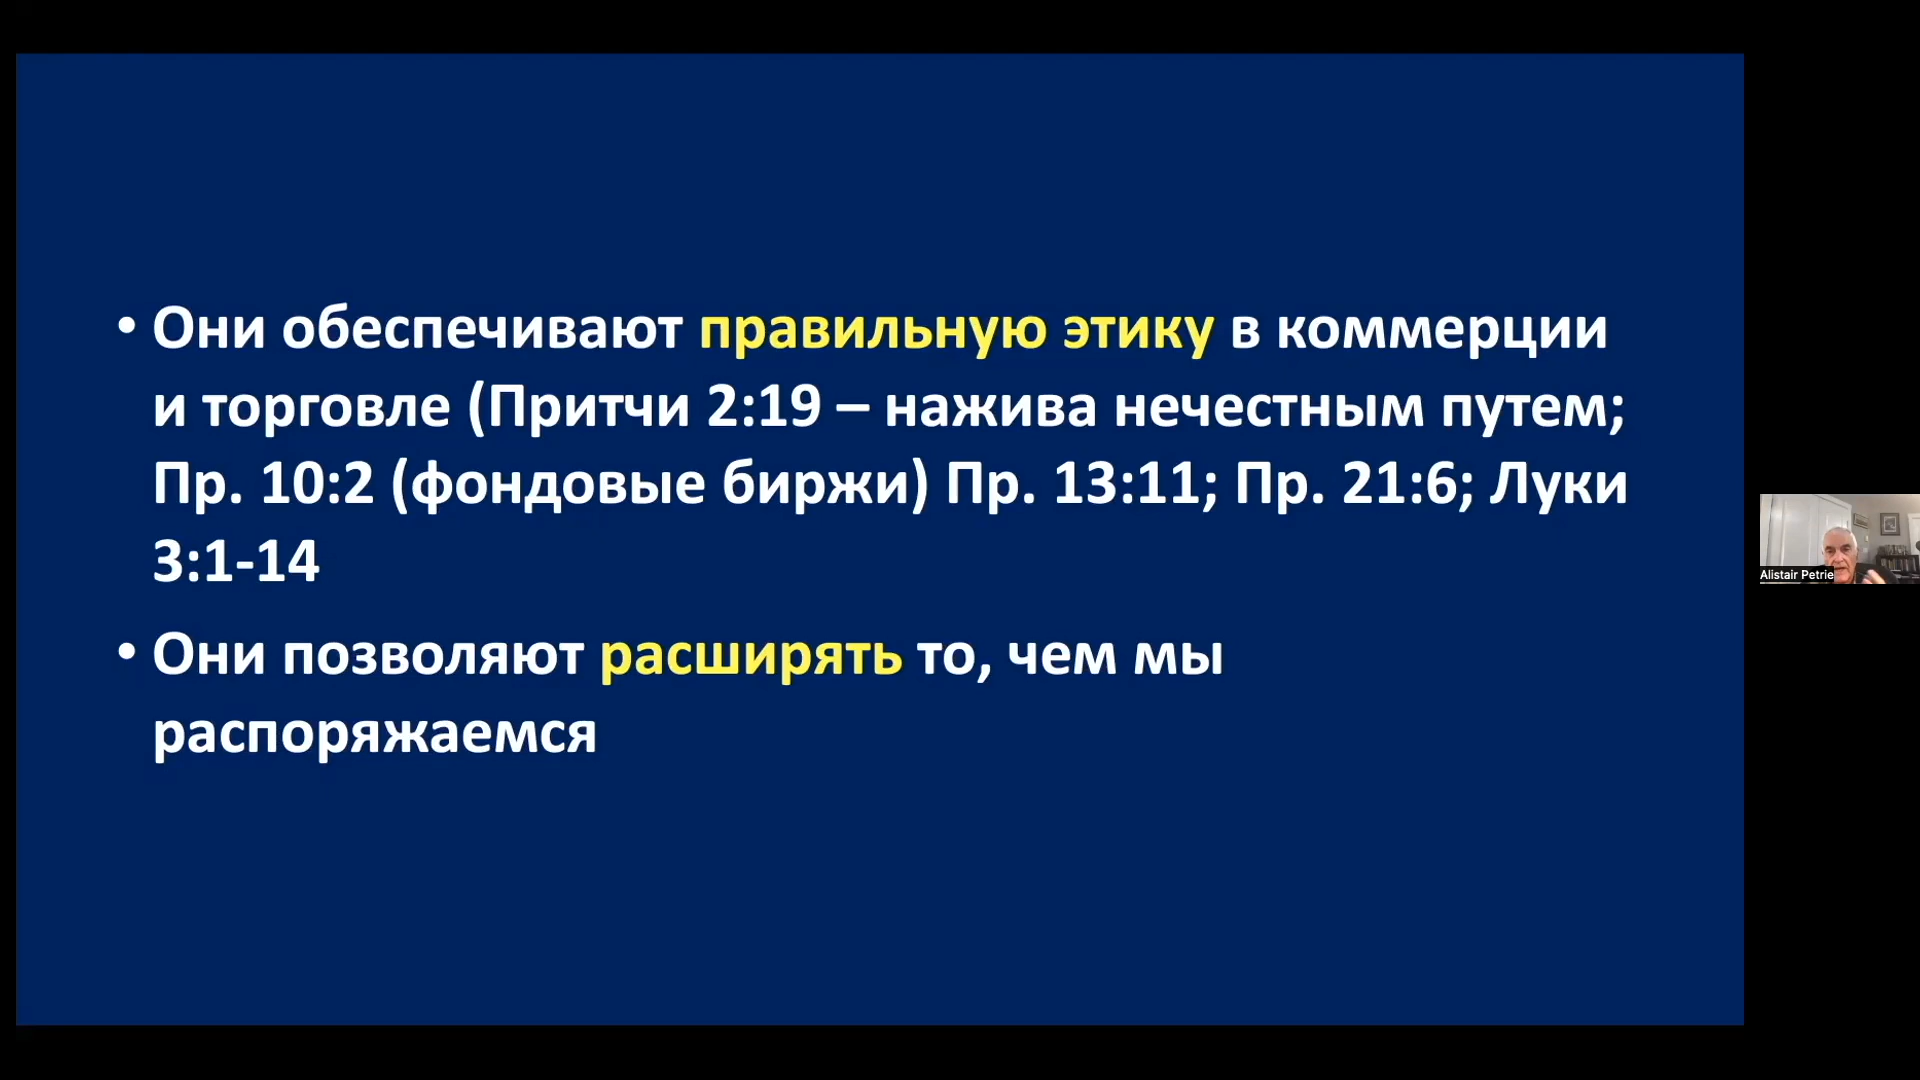 • Они обеспечивают правильную этику в коммерции
и торговле (Притчи 2:19 – нажива нечестным путем;
Пр. 10:2 (фондовые биржи) Пр. 13:11; Пр. 21:6; Луки
3:1-14
• Они позволяют расширять то, чем мы
распоряжаемся
Alistair Petrie